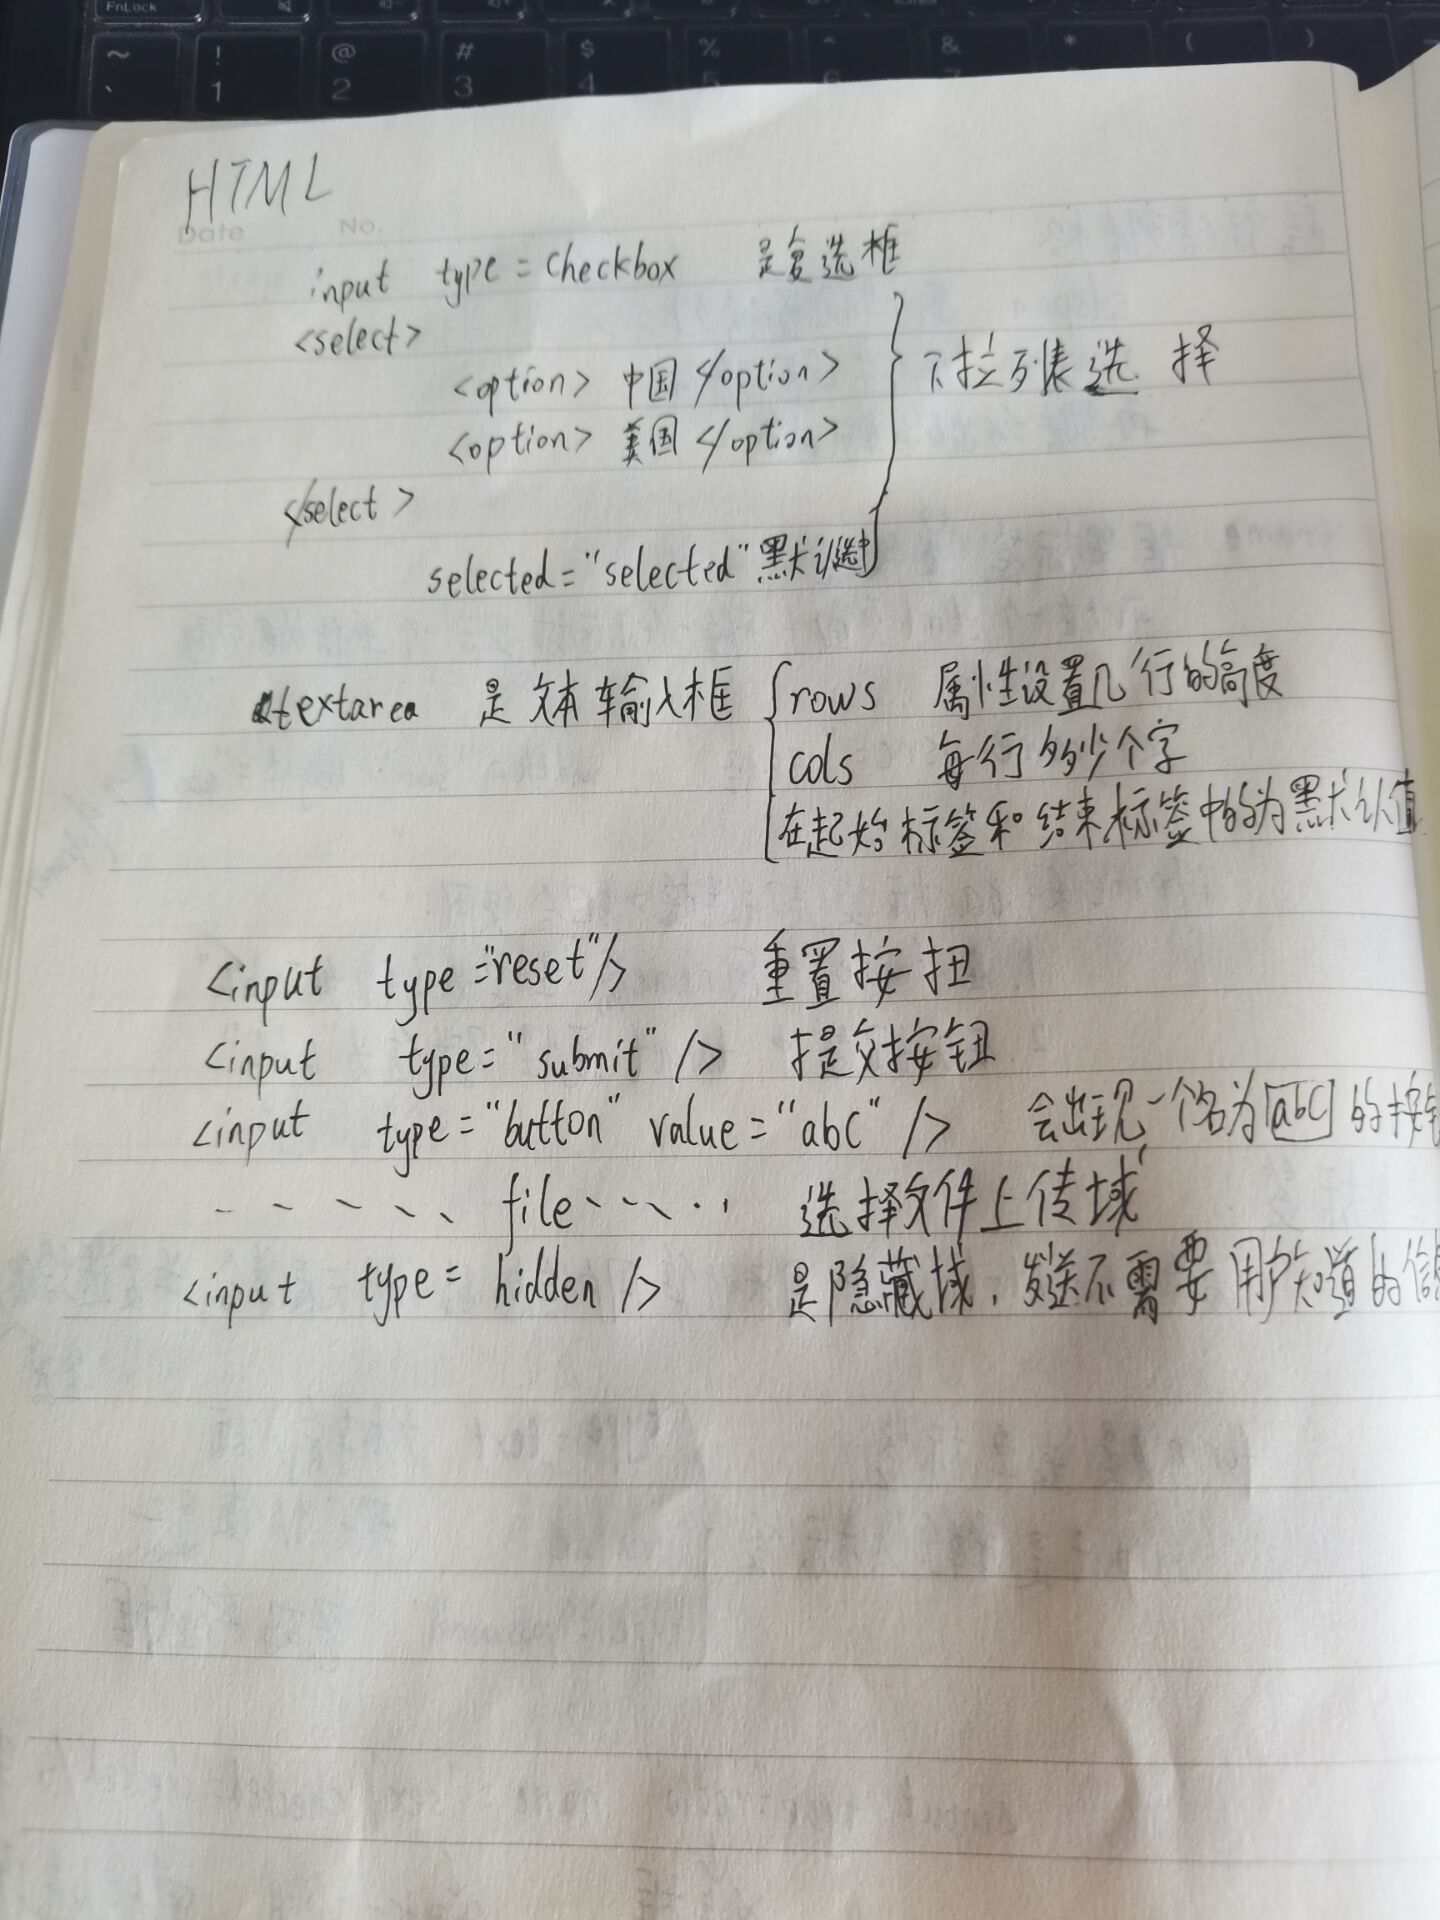 FnLock
~ ! @ # $ % ^ & * ( )
` 1 2 3 4 5 6 7
HTML
Date No.
input type = checkbox 是复选框
<select>
<option> 中国 </option> 下拉列表选择
<option> 美国 </option>
</select>
selected = "selected" 默认选中
textarea 是文本输入框 rows 属性设置几行的高度
cols 每行多少个字
在起始标签和结束标签中的为默认值
<input type="reset"/> 重置按扭
<input type="submit" /> 提交按钮
<input type="button" value="abc" /> 会出现一个名为[abc]的按钮
----- file ----- 选择文件上传域
<input type= hidden /> 是隐藏域，发送不需要用户知道的信